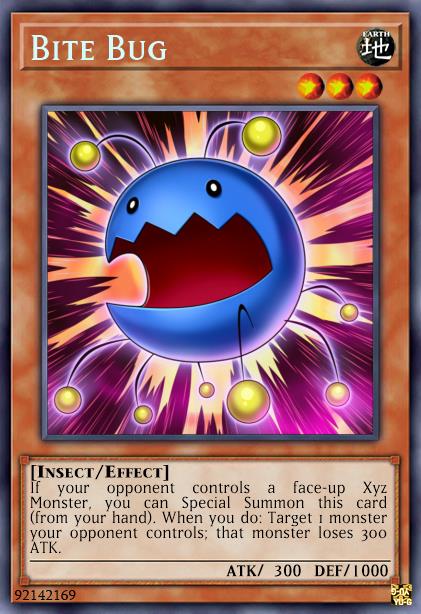 Bite Bug
EARTH
地
[Insect/Effect]
If your opponent controls a face-up Xyz
Monster, you can Special Summon this card
(from your hand). When you do: Target 1 monster
your opponent controls; that monster loses 300
ATK.
ATK/ 300 DEF/1000
92142169